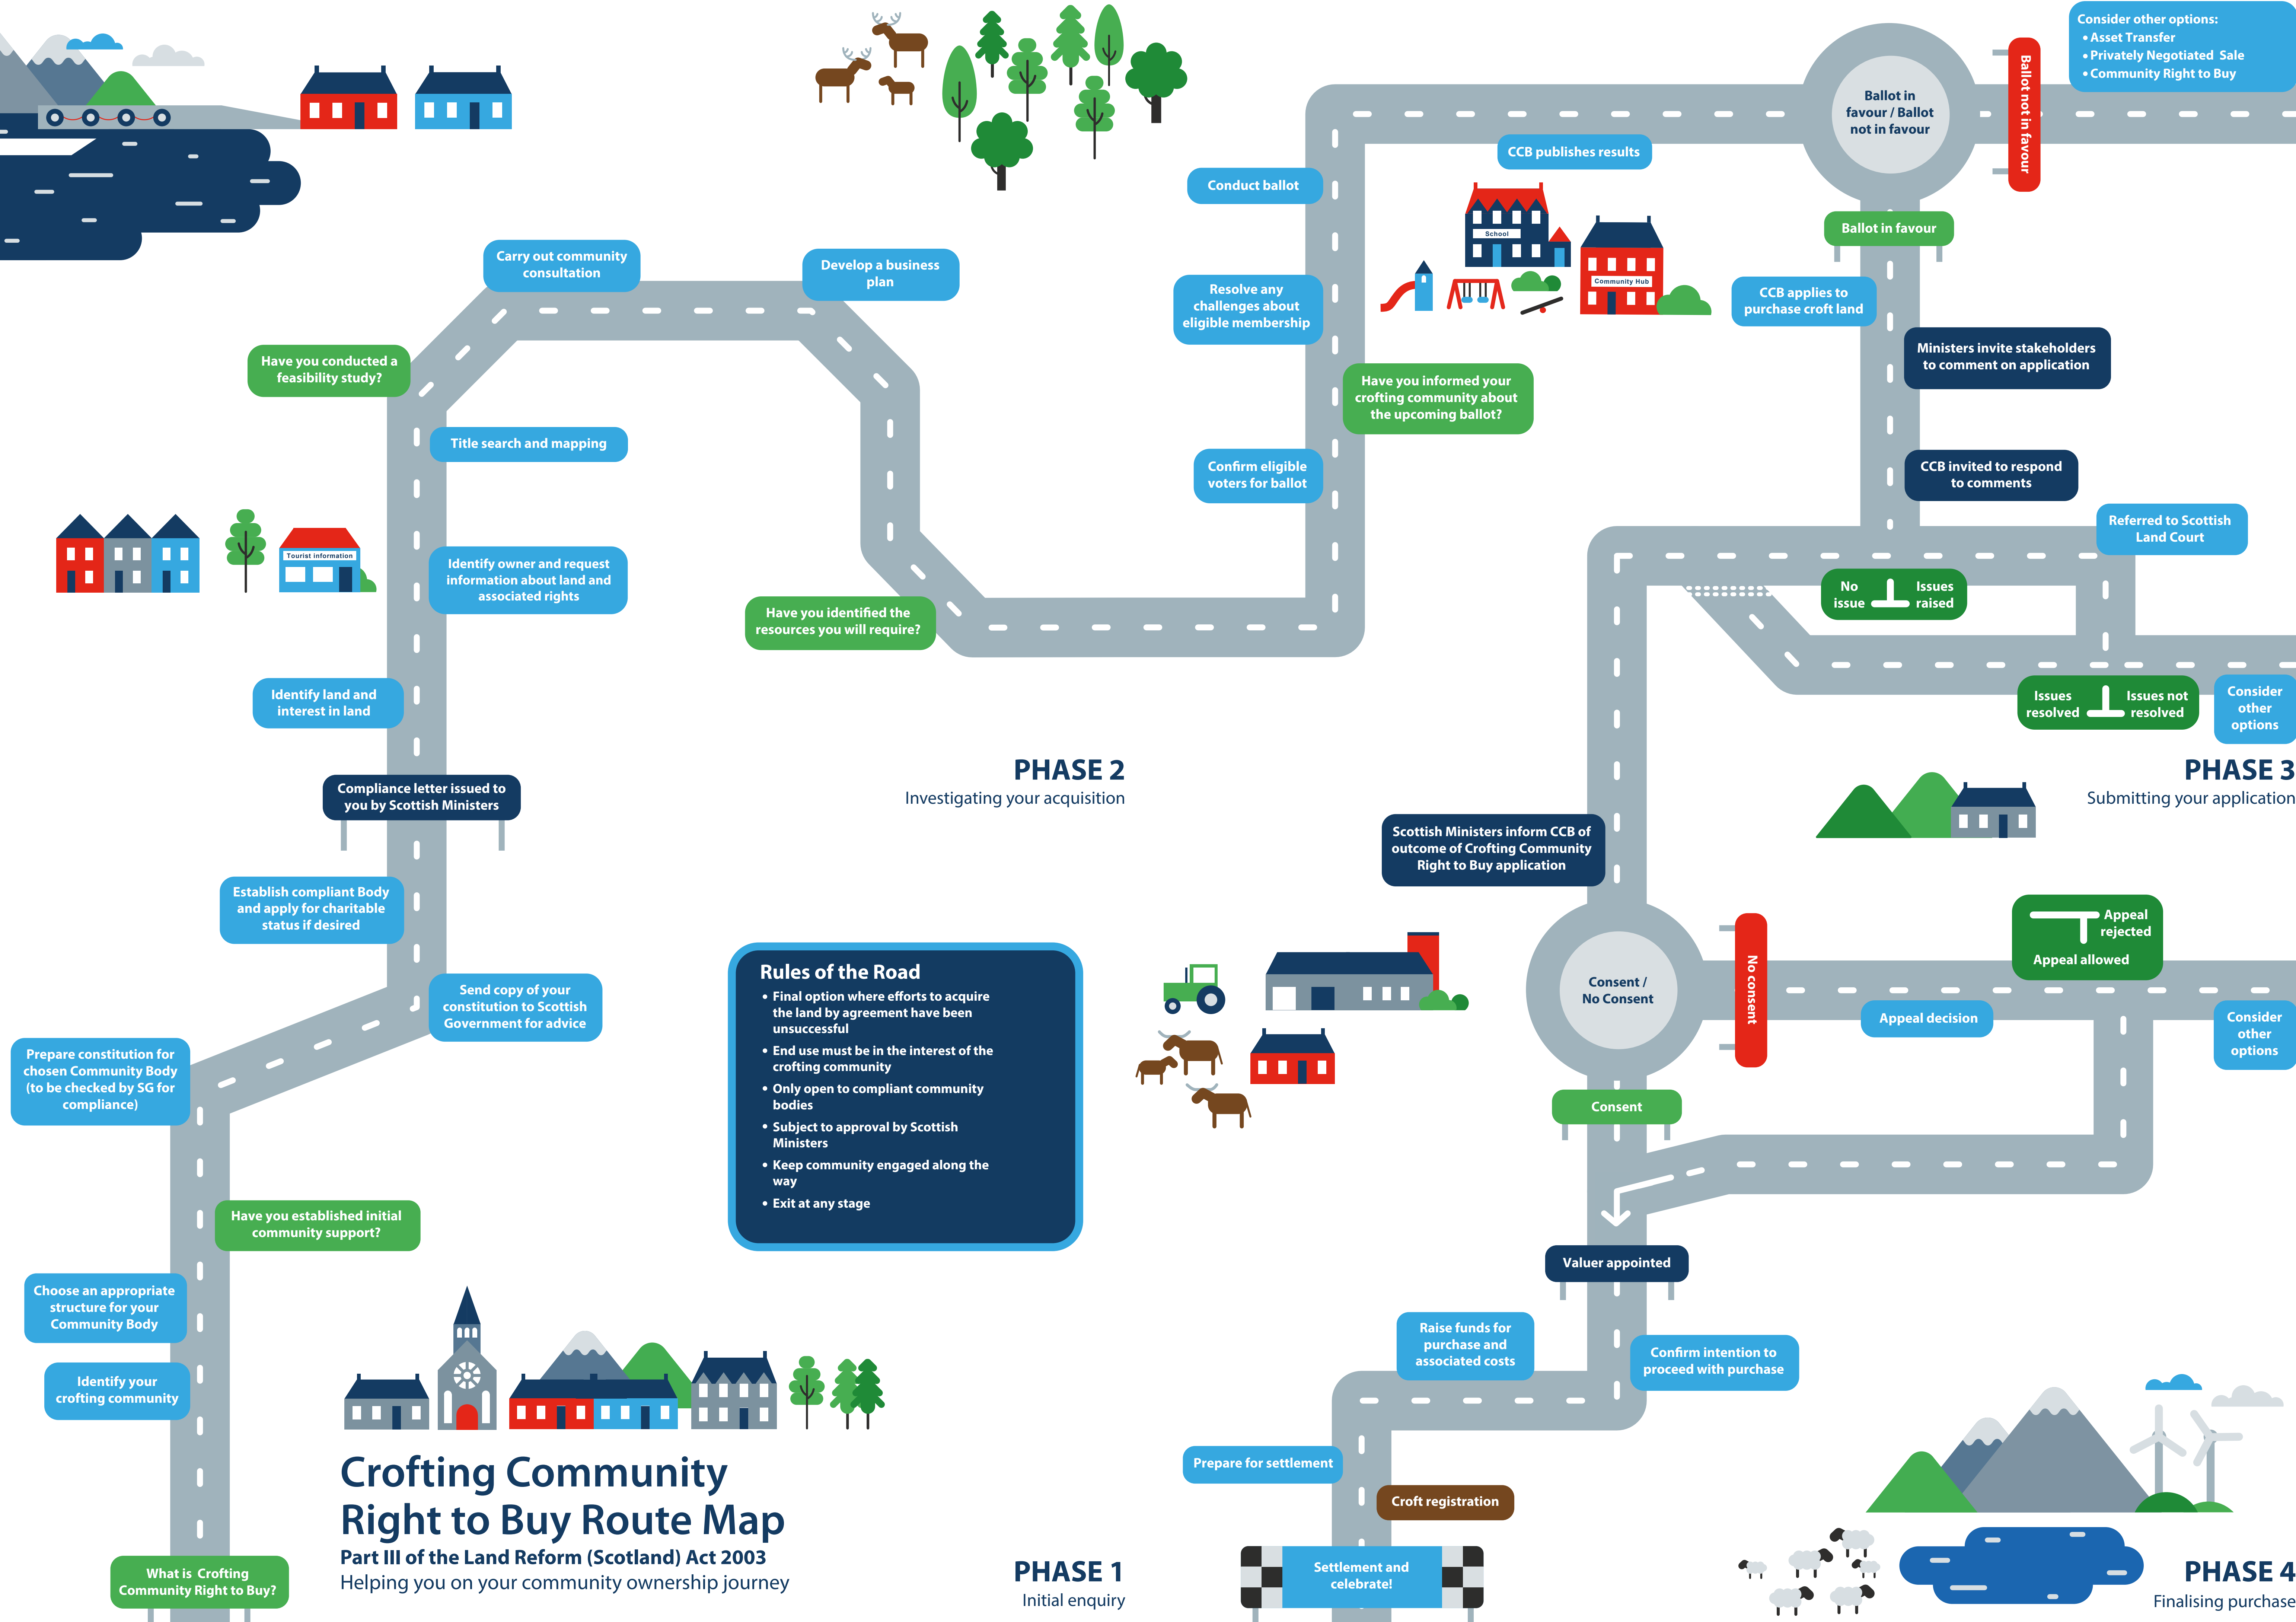 Crofting Community
Right to Buy Route Map
Part III of the Land Reform (Scotland) Act 2003
Helping you on your community ownership journey
PHASE 1
Initial enquiry
What is Crofting
Community Right to Buy?
Identify your
crofting community
Choose an appropriate
structure for your
Community Body
Have you established initial
community support?
Prepare constitution for
chosen Community Body
(to be checked by SG for
compliance)
Send copy of your
constitution to Scottish
Government for advice
Establish compliant Body
and apply for charitable
status if desired
Compliance letter issued to
you by Scottish Ministers
Rules of the Road
• Final option where efforts to acquire
the land by agreement have been
unsuccessful
• End use must be in the interest of the
crofting community
• Only open to compliant community
bodies
• Subject to approval by Scottish
Ministers
• Keep community engaged along the
way
• Exit at any stage
PHASE 2
Investigating your acquisition
Identify land and
interest in land
Identify owner and request
information about land and
associated rights
Tourist information
Title search and mapping
Have you conducted a
feasibility study?
Carry out community
consultation
Develop a business
plan
Have you identified the
resources you will require?
Confirm eligible
voters for ballot
Have you informed your
crofting community about
the upcoming ballot?
Resolve any
challenges about
eligible membership
Conduct ballot
CCB publishes results
School
Community Hub
Ballot in
favour / Ballot
not in favour
Ballot not in favour
Consider other options:
• Asset Transfer
• Privately Negotiated Sale
• Community Right to Buy
Ballot in favour
PHASE 3
Submitting your application
CCB applies to
purchase croft land
Ministers invite stakeholders
to comment on application
CCB invited to respond
to comments
Referred to Scottish
Land Court
No
issue
Issues
raised
Issues
resolved
Issues not
resolved
Consider
other
options
Scottish Ministers inform CCB of
outcome of Crofting Community
Right to Buy application
Consent /
No Consent
No consent
Appeal decision
Appeal
rejected
Appeal allowed
Consider
other
options
Consent
PHASE 4
Finalising purchase
Valuer appointed
Confirm intention to
proceed with purchase
Raise funds for
purchase and
associated costs
Prepare for settlement
Croft registration
Settlement and
celebrate!